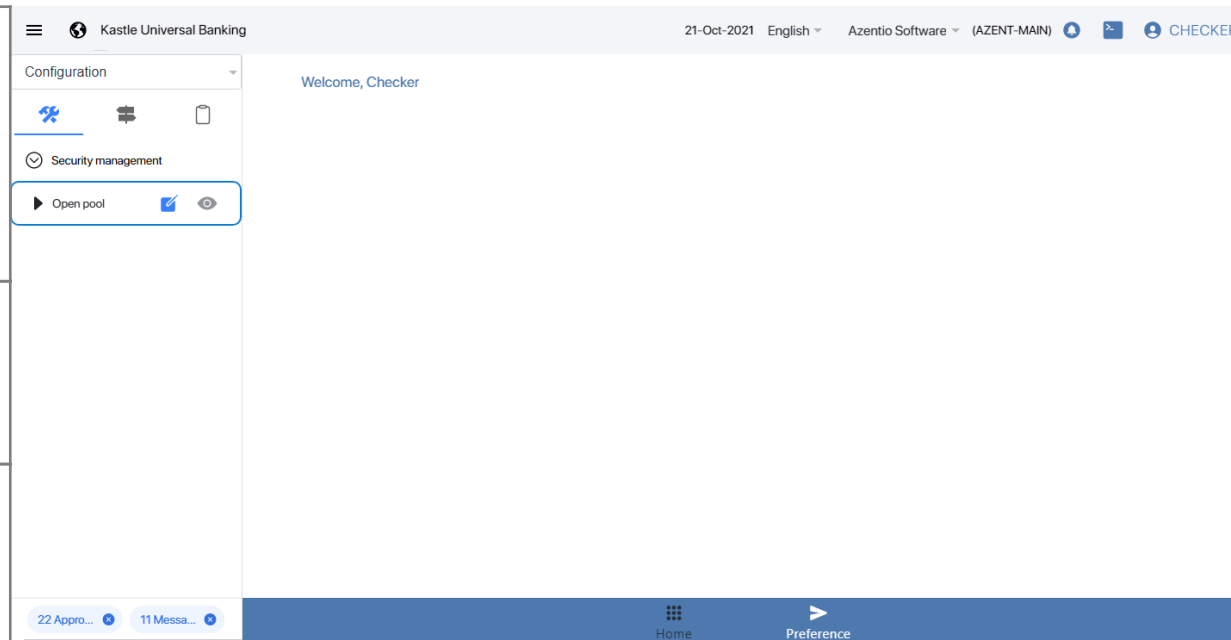 Kastle Universal Banking 21-Oct-2021 English Azentio Software (AZENT-MAIN) CHECKER
Configuration
Welcome, Checker
Security management
Open pool
22 Appro... 11 Messa... Home Preference